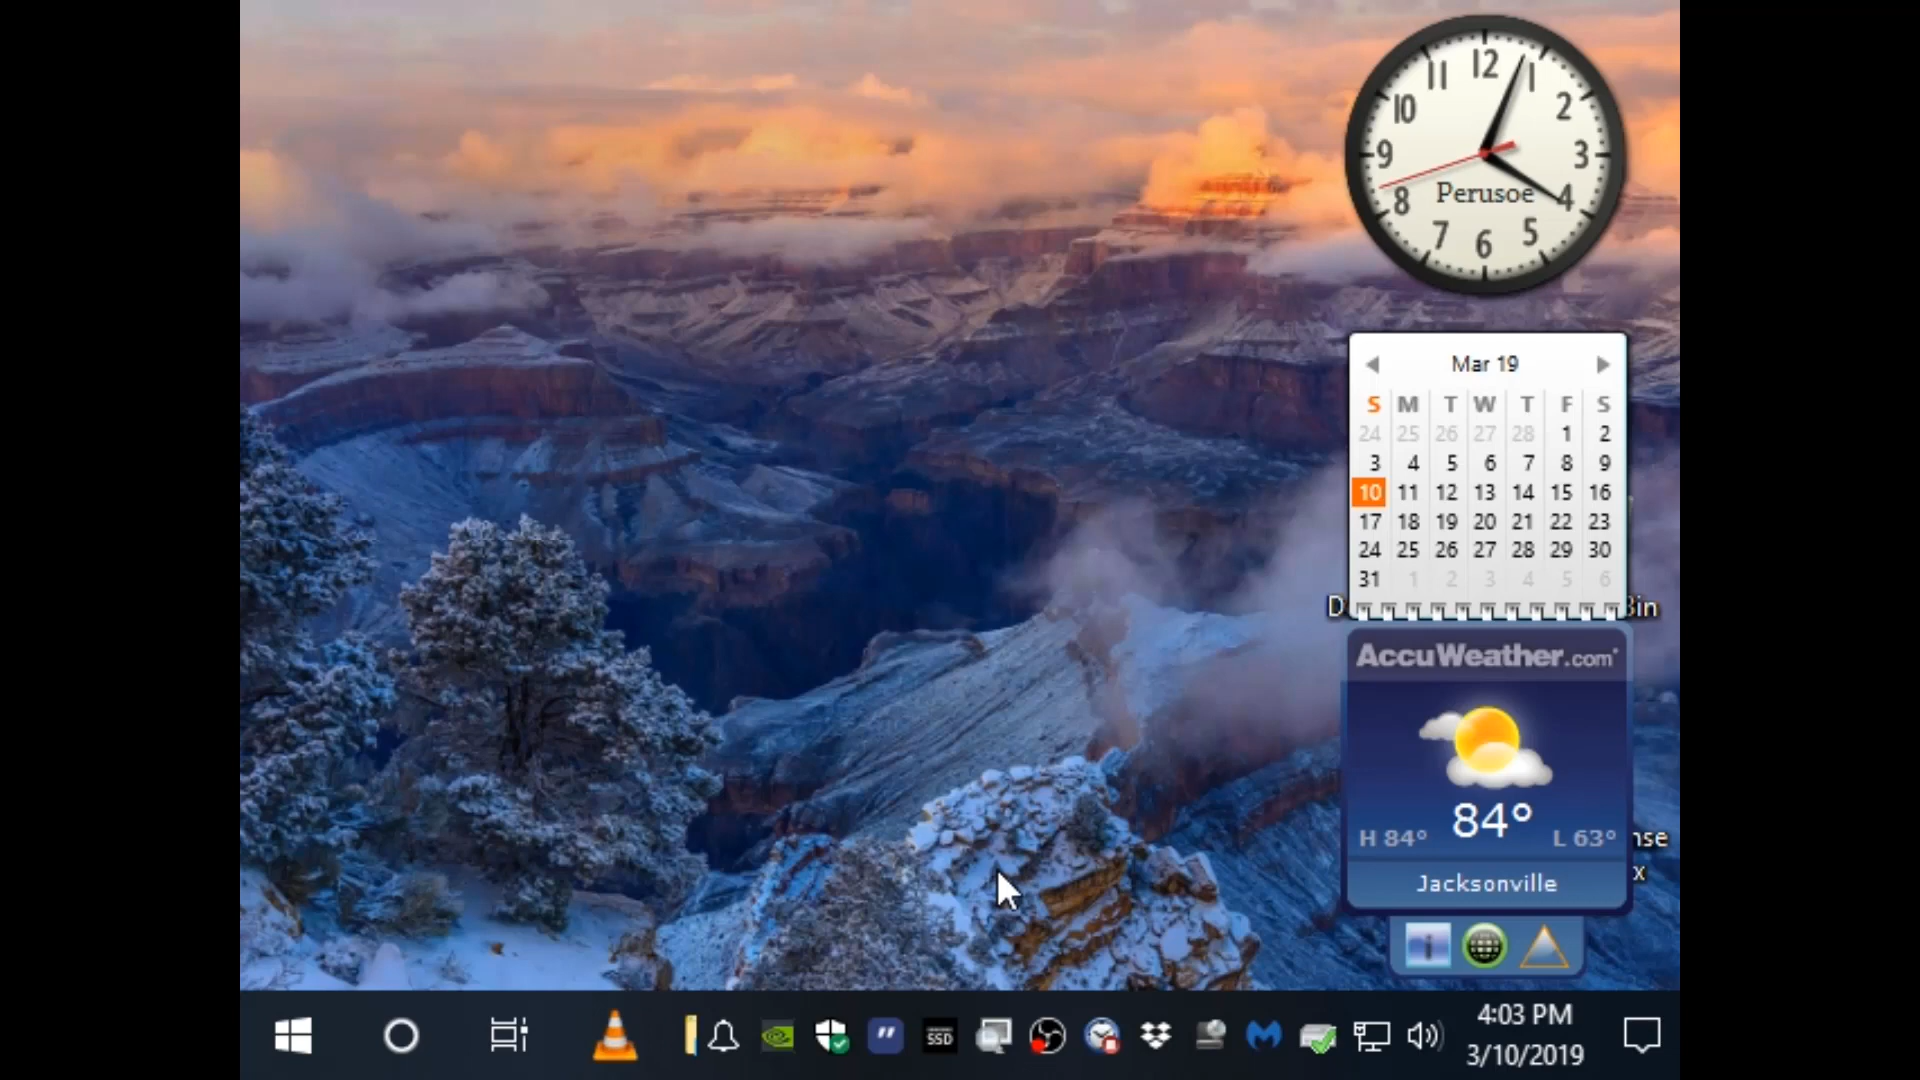 12
1
2
3
4
5
6
7
8
9
10
11
Perusoe
Mar 19
S M T W T F S
24 25 26 27 28 1 2
3 4 5 6 7 8 9
10 11 12 13 14 15 16
17 18 19 20 21 22 23
24 25 26 27 28 29 30
31 1 2 3 4 5 6
D
Bin
AccuWeather.com
84°
H 84°
L 63°
nse
x
Jacksonville
SSD
4:03 PM
3/10/2019